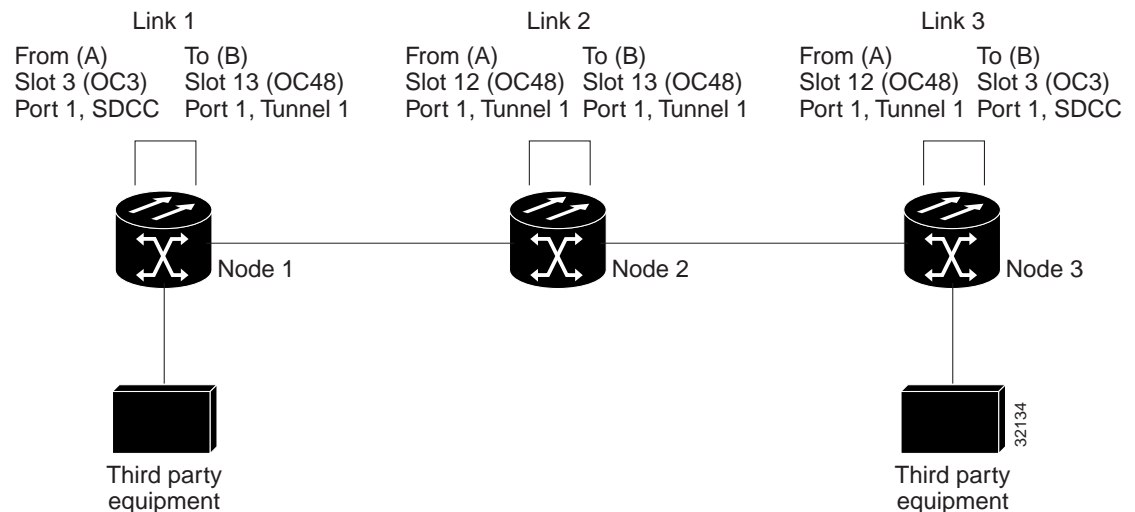 Link 1
From (A) To (B)
Slot 3 (OC3) Slot 13 (OC48)
Port 1, SDCC Port 1, Tunnel 1
Link 2
From (A) To (B)
Slot 12 (OC48) Slot 13 (OC48)
Port 1, Tunnel 1 Port 1, Tunnel 1
Link 3
From (A) To (B)
Slot 12 (OC48) Slot 3 (OC3)
Port 1, Tunnel 1 Port 1, SDCC
Node 1
Node 2
Node 3
Third party
equipment
Third party
equipment
32134